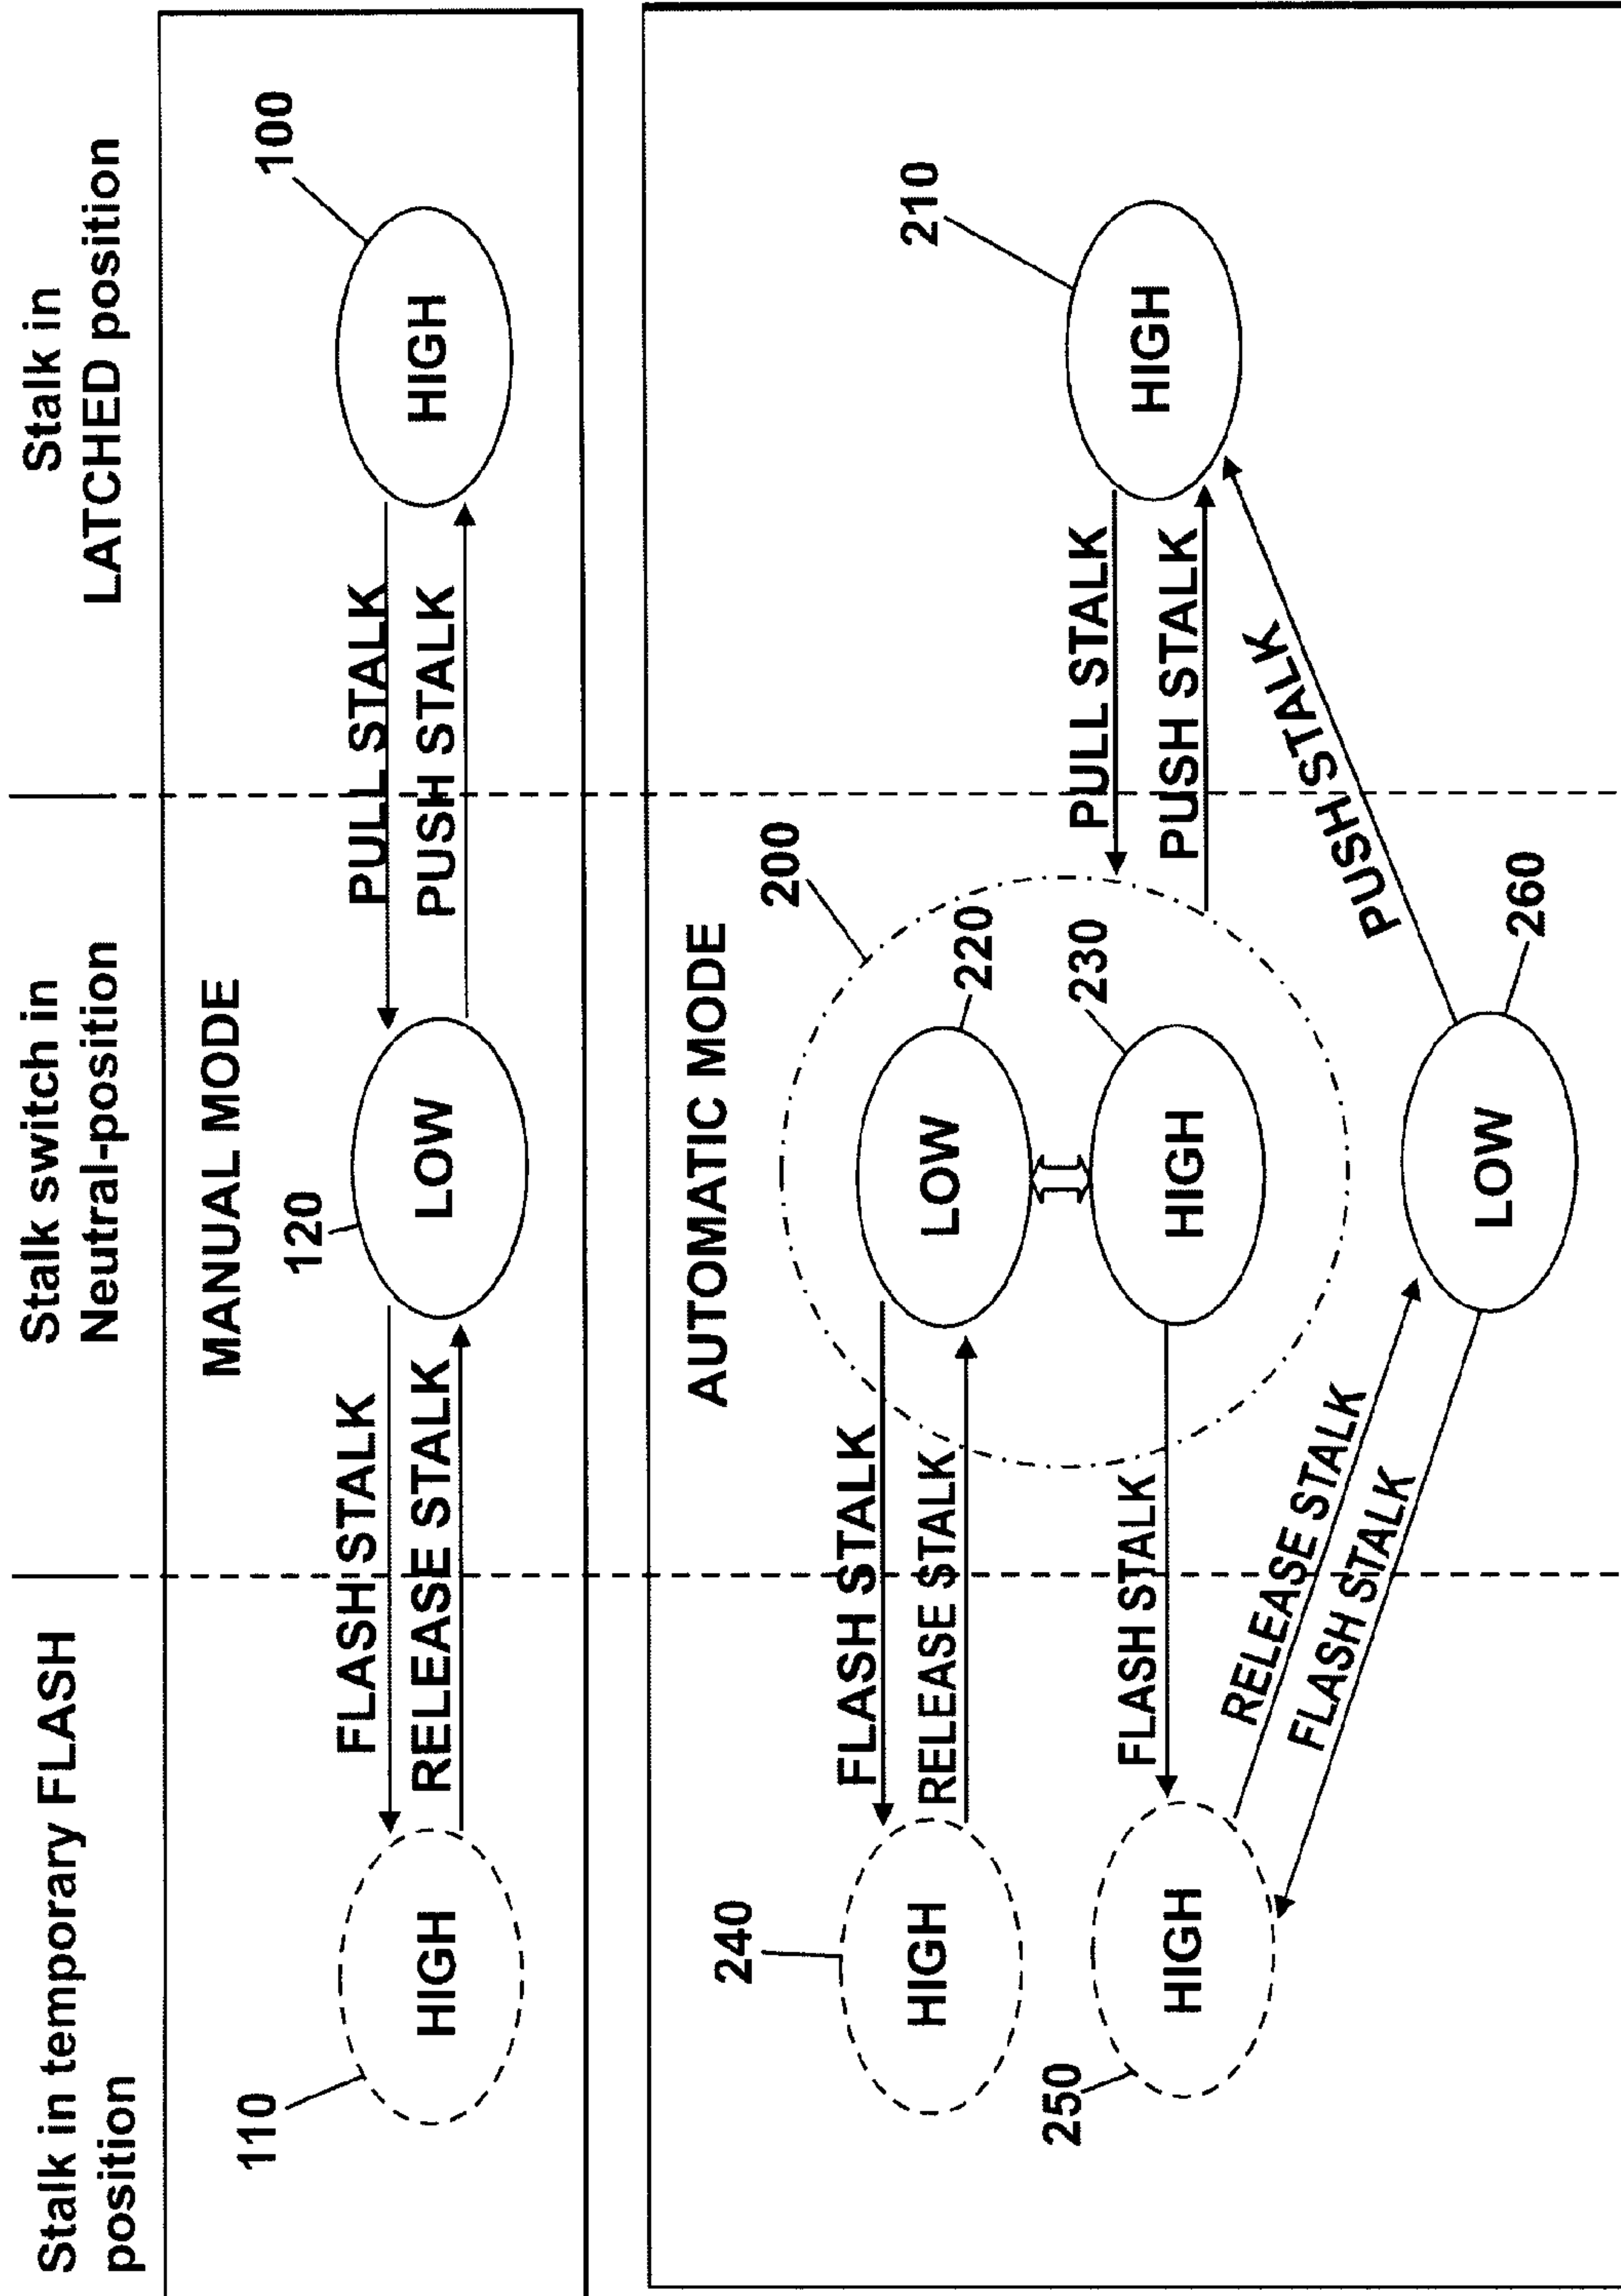 Stalk in temporary FLASH
position
Stalk switch in
Neutral-position
Stalk in
LATCHED position
MANUAL MODE
110
HIGH
FLASH STALK
RELEASE STALK
120
LOW
PULL STALK
PUSH STALK
100
HIGH
AUTOMATIC MODE
200
240
HIGH
FLASH STALK
RELEASE STALK
LOW
220
230
HIGH
250
HIGH
FLASH STALK
PULL STALK
PUSH STALK
210
HIGH
RELEASE STALK
FLASH STALK
PUSH STALK
LOW
260